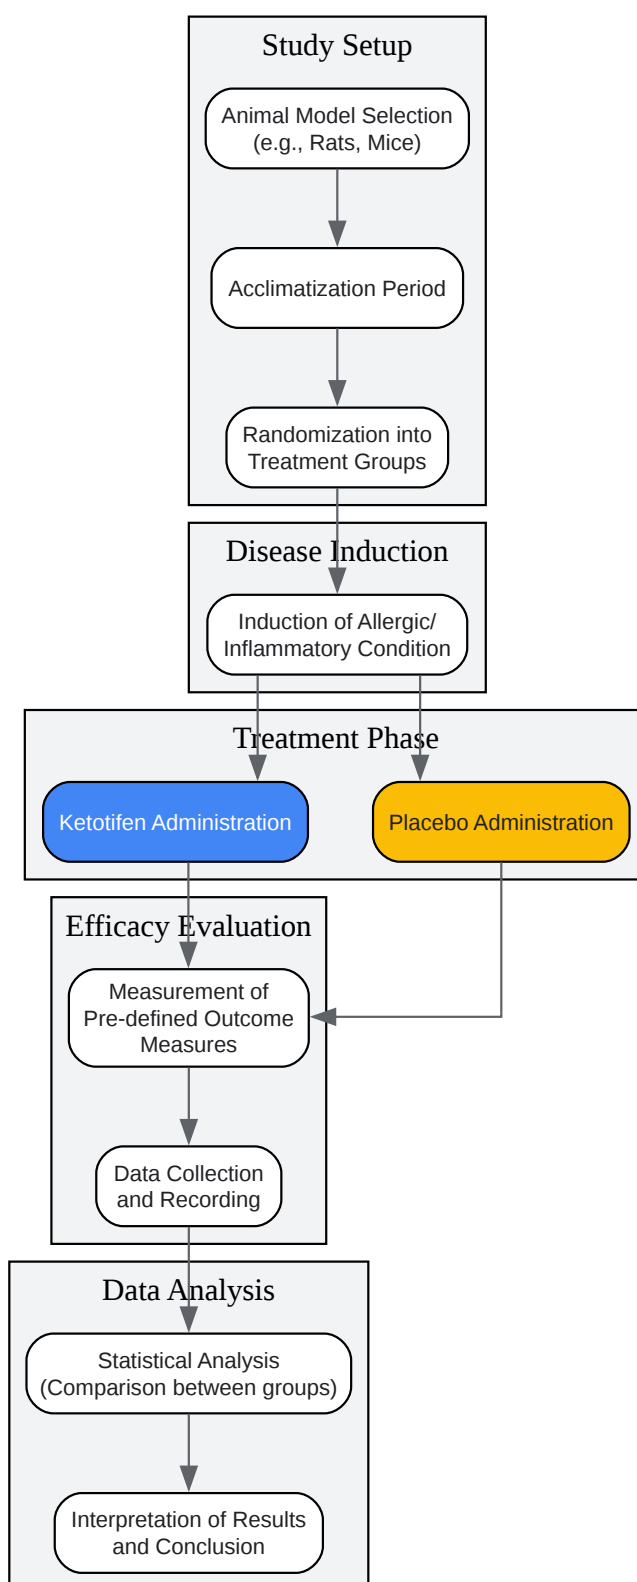 Study Setup
Animal Model Selection
(e.g., Rats, Mice)
Acclimatization Period
Randomization into
Treatment Groups
Disease Induction
Induction of Allergic/
Inflammatory Condition
Treatment Phase
Ketotifen Administration
Placebo Administration
Efficacy Evaluation
Measurement of
Pre-defined Outcome
Measures
Data Collection
and Recording
Data Analysis
Statistical Analysis
(Comparison between groups)
Interpretation of Results
and Conclusion